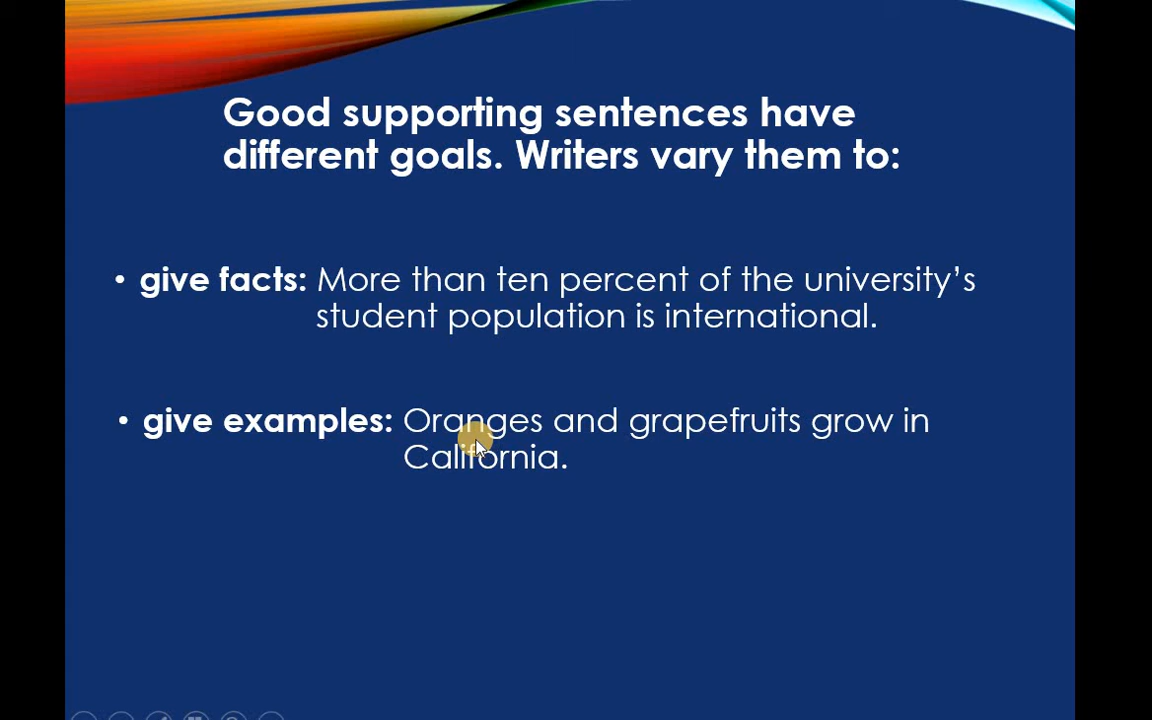 Good supporting sentences have
different goals. Writers vary them to:
• give facts: More than ten percent of the university’s
student population is international.
• give examples: Oranges and grapefruits grow in
California.